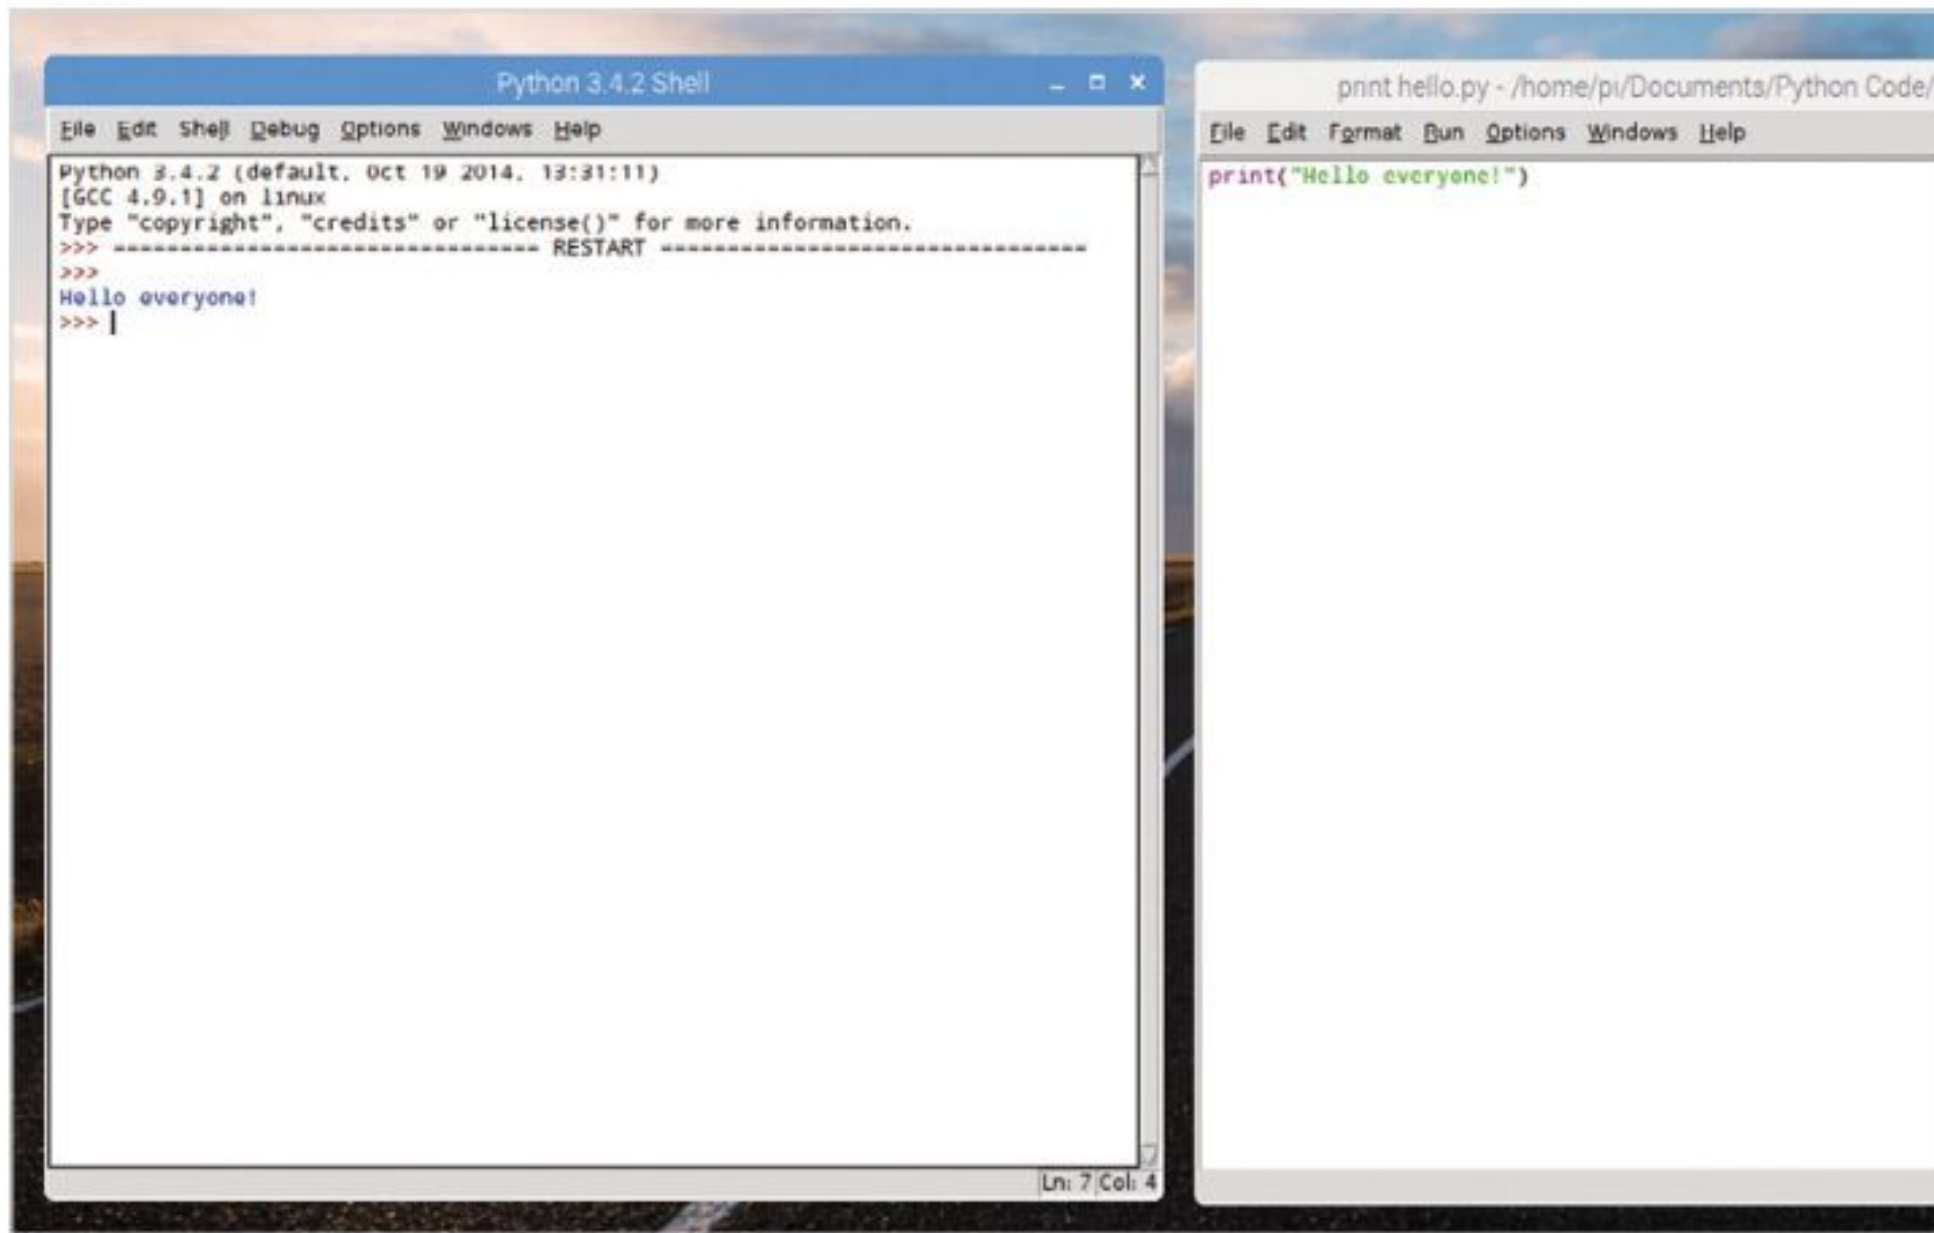 Python 3.4.2 Shell
File Edit Shell Debug Options Windows Help
Python 3.4.2 (default, Oct 19 2014, 13:31:11)
[GCC 4.9.1] on linux
Type "copyright", "credits" or "license()" for more information.
>>> ================================ RESTART ================================
>>>
Hello everyone!
>>>
Ln: 7 Col: 4
print hello.py - /home/pi/Documents/Python Code/
File Edit Format Run Options Windows Help
print("Hello everyone!")